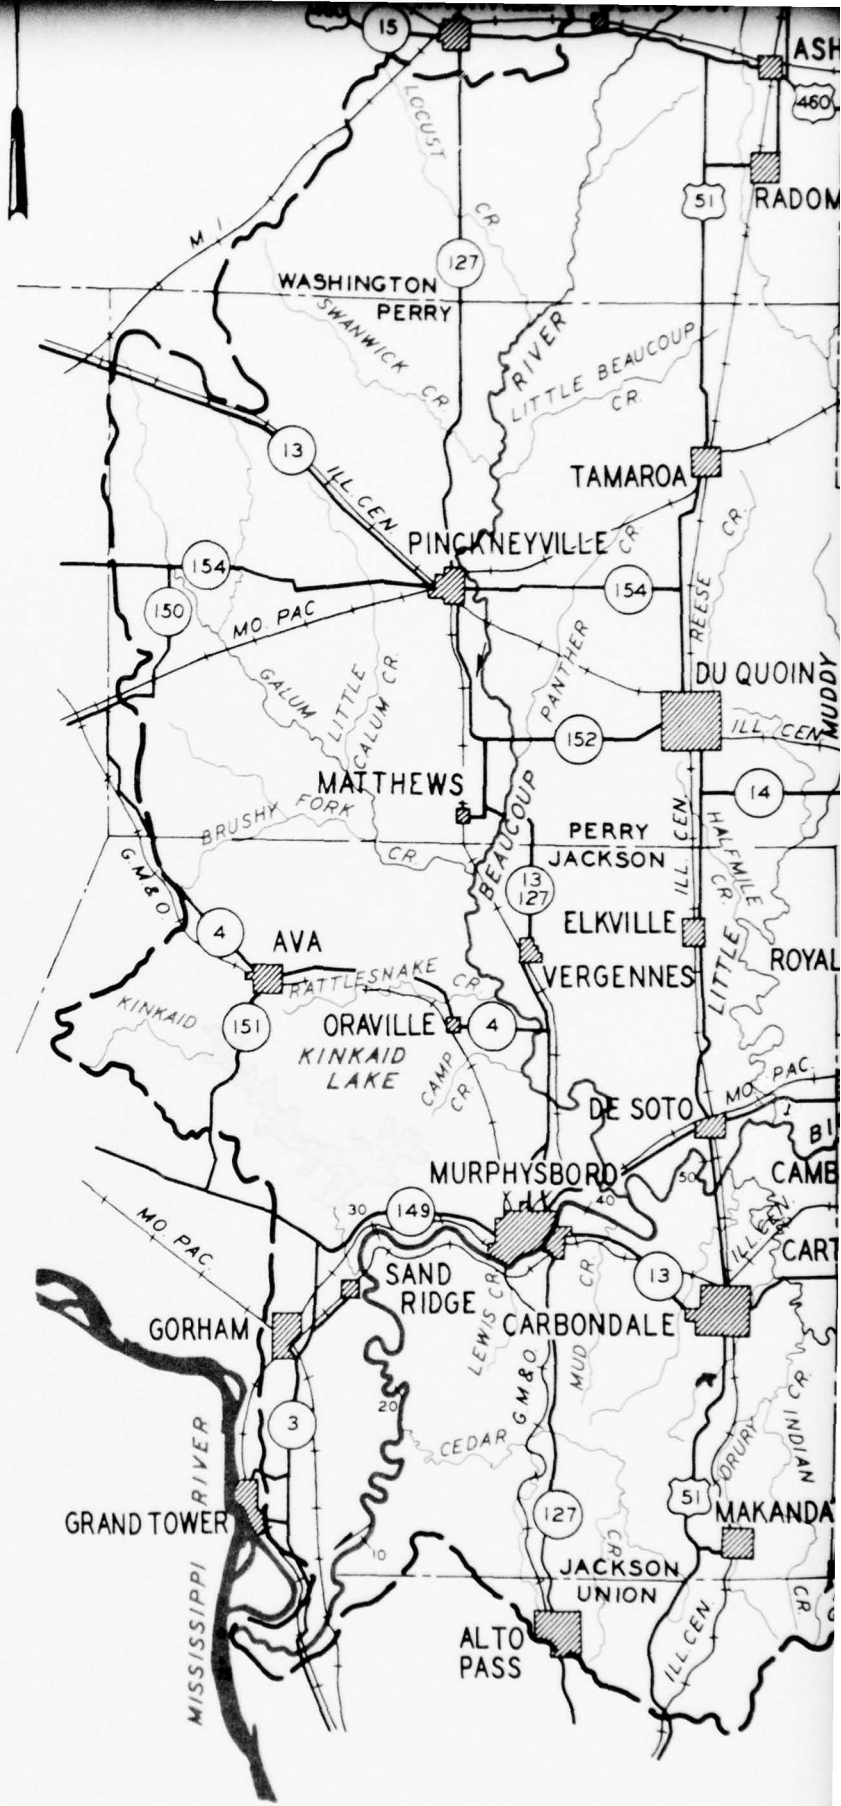 460
15
ASH
460
LOCUST
CR.
51
RADOM
M. I.
127
WASHINGTON
PERRY
SWANWICK CR.
RIVER
LITTLE BEAUCOUP
CR.
13
ILL. CEN
TAMAROA
CR.
PINCKNEYVILLE
CR.
154
154
150
MO. PAC
REESE
PANTHER
DU QUOIN
MUDDY
GALUM
LITTLE
GALUM CR.
152
ILL. CEN
MATTHEWS
14
BRUSHY FORK
CR.
BEAUCOUP
PERRY
JACKSON
ILL. CEN.
HALFMILE
CR.
G.M.&O.
13
127
4
AVA
ELKVILLE
LITTLE
ROYAL
VERGENNES
RATTLESNAKE CR.
KINKAID
151
ORAVILLE
4
KINKAID
LAKE
CAMP
CR.
MO. PAC.
DE SOTO
BI
MURPHYSBORO
50
CAMB
40
30
149
MO. PAC.
ILL. CEN.
CART
SAND
RIDGE
LEWIS CR.
CR.
MUD
13
GORHAM
CARBONDALE
G.M.&O.
3
20
CEDAR
CR.
INDIAN
DRURY
MISSISSIPPI RIVER
51
GRAND TOWER
127
MAKANDA
10
CR.
JACKSON
UNION
CR.
ILL. CEN.
ALTO
PASS